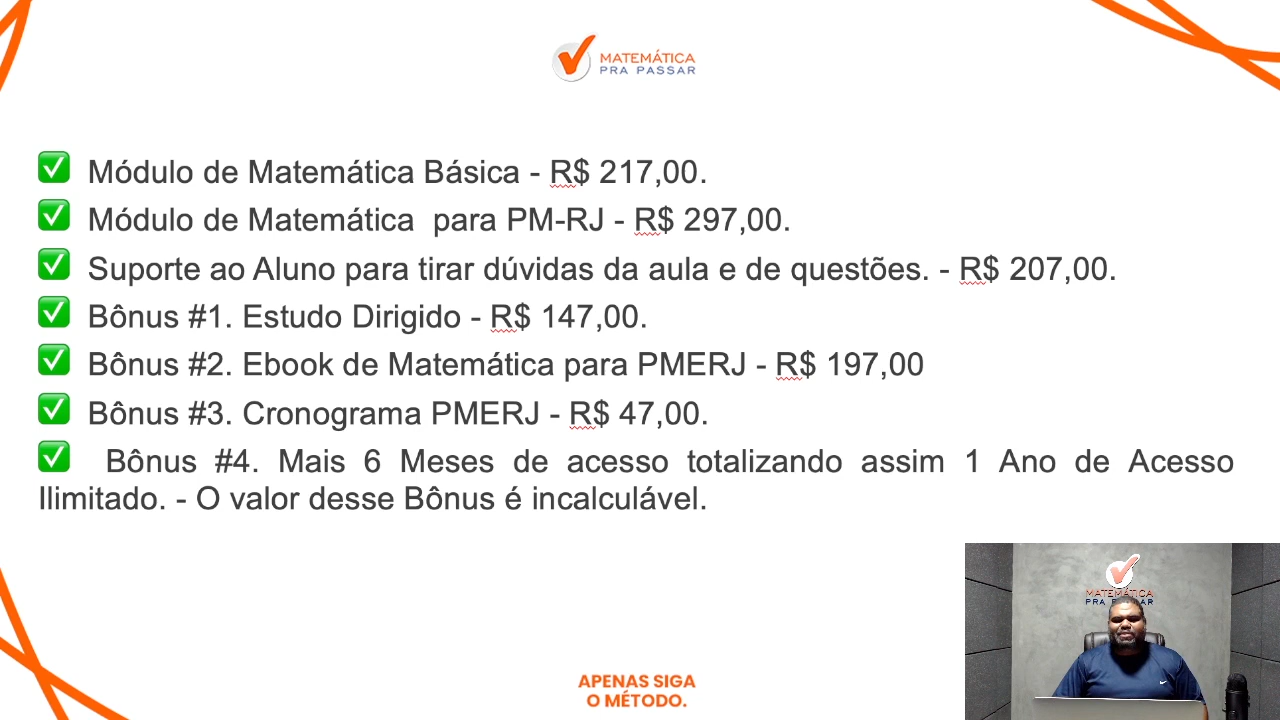 MATEMÁTICA
PRA PASSAR
✅ Módulo de Matemática Básica - R$ 217,00.
✅ Módulo de Matemática  para PM-RJ - R$ 297,00.
✅ Suporte ao Aluno para tirar dúvidas da aula e de questões. - R$ 207,00.
✅ Bônus #1. Estudo Dirigido - R$ 147,00.
✅ Bônus #2. Ebook de Matemática para PMERJ - R$ 197,00
✅ Bônus #3. Cronograma PMERJ - R$ 47,00.
✅ Bônus #4. Mais 6 Meses de acesso totalizando assim 1 Ano de Acesso
Ilimitado. - O valor desse Bônus é incalculável.
MATEMÁTICA
PRA PASSAR
APENAS SIGA
O MÉTODO.